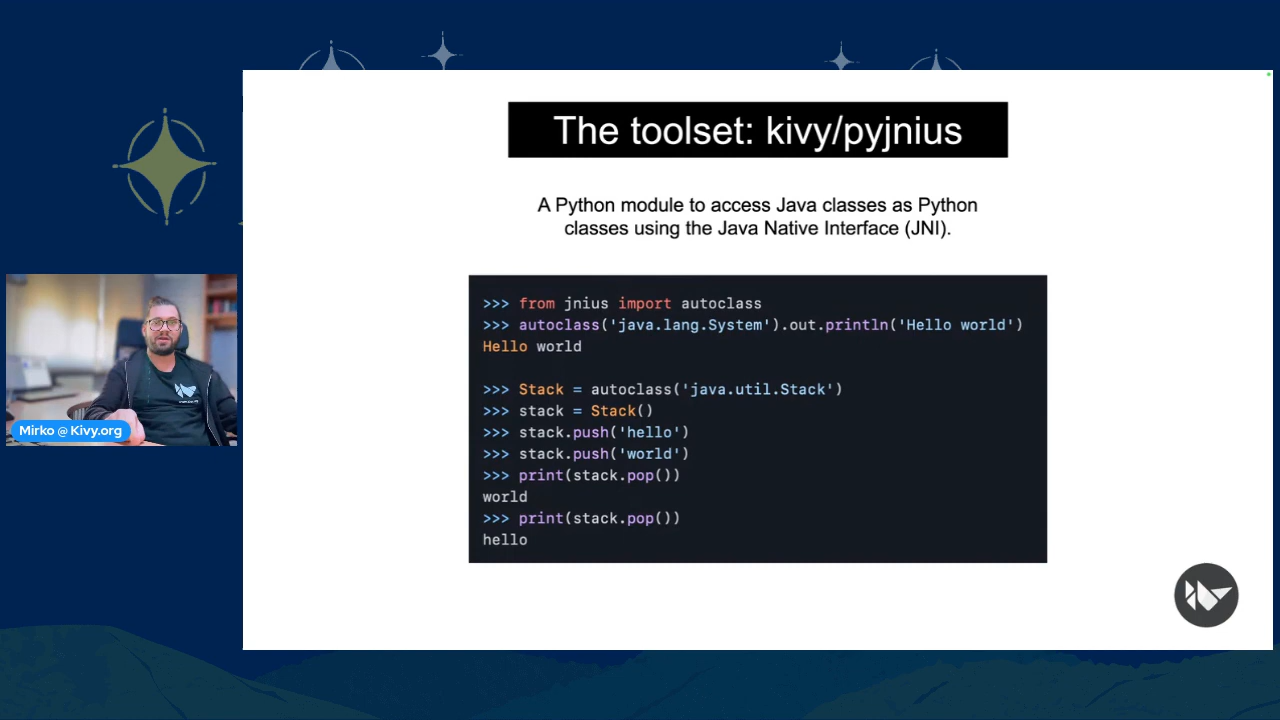 The toolset: kivy/pyjnius
A Python module to access Java classes as Python
classes using the Java Native Interface (JNI).
>>> from jnius import autoclass
>>> autoclass('java.lang.System').out.println('Hello world')
Hello world
>>> Stack = autoclass('java.util.Stack')
>>> stack = Stack()
>>> stack.push('hello')
>>> stack.push('world')
>>> print(stack.pop())
world
>>> print(stack.pop())
hello
Mirko @ Kivy.org